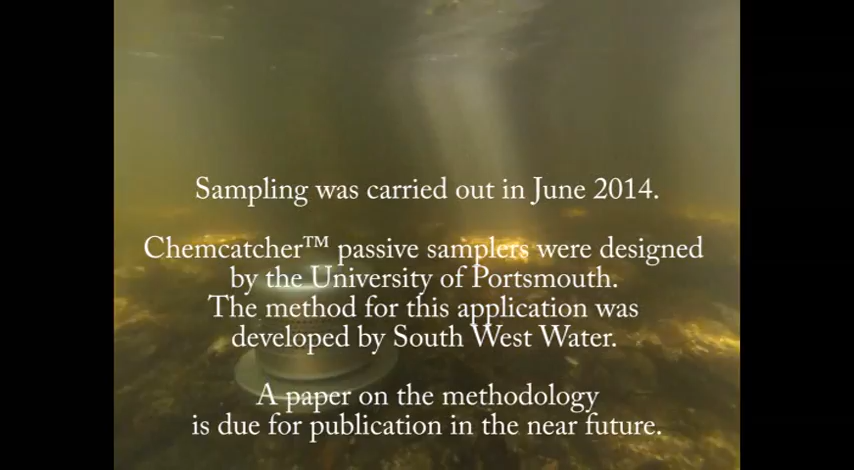 Sampling was carried out in June 2014.
Chemcatcher™ passive samplers were designed
by the University of Portsmouth.
The method for this application was
developed by South West Water.
A paper on the methodology
is due for publication in the near future.